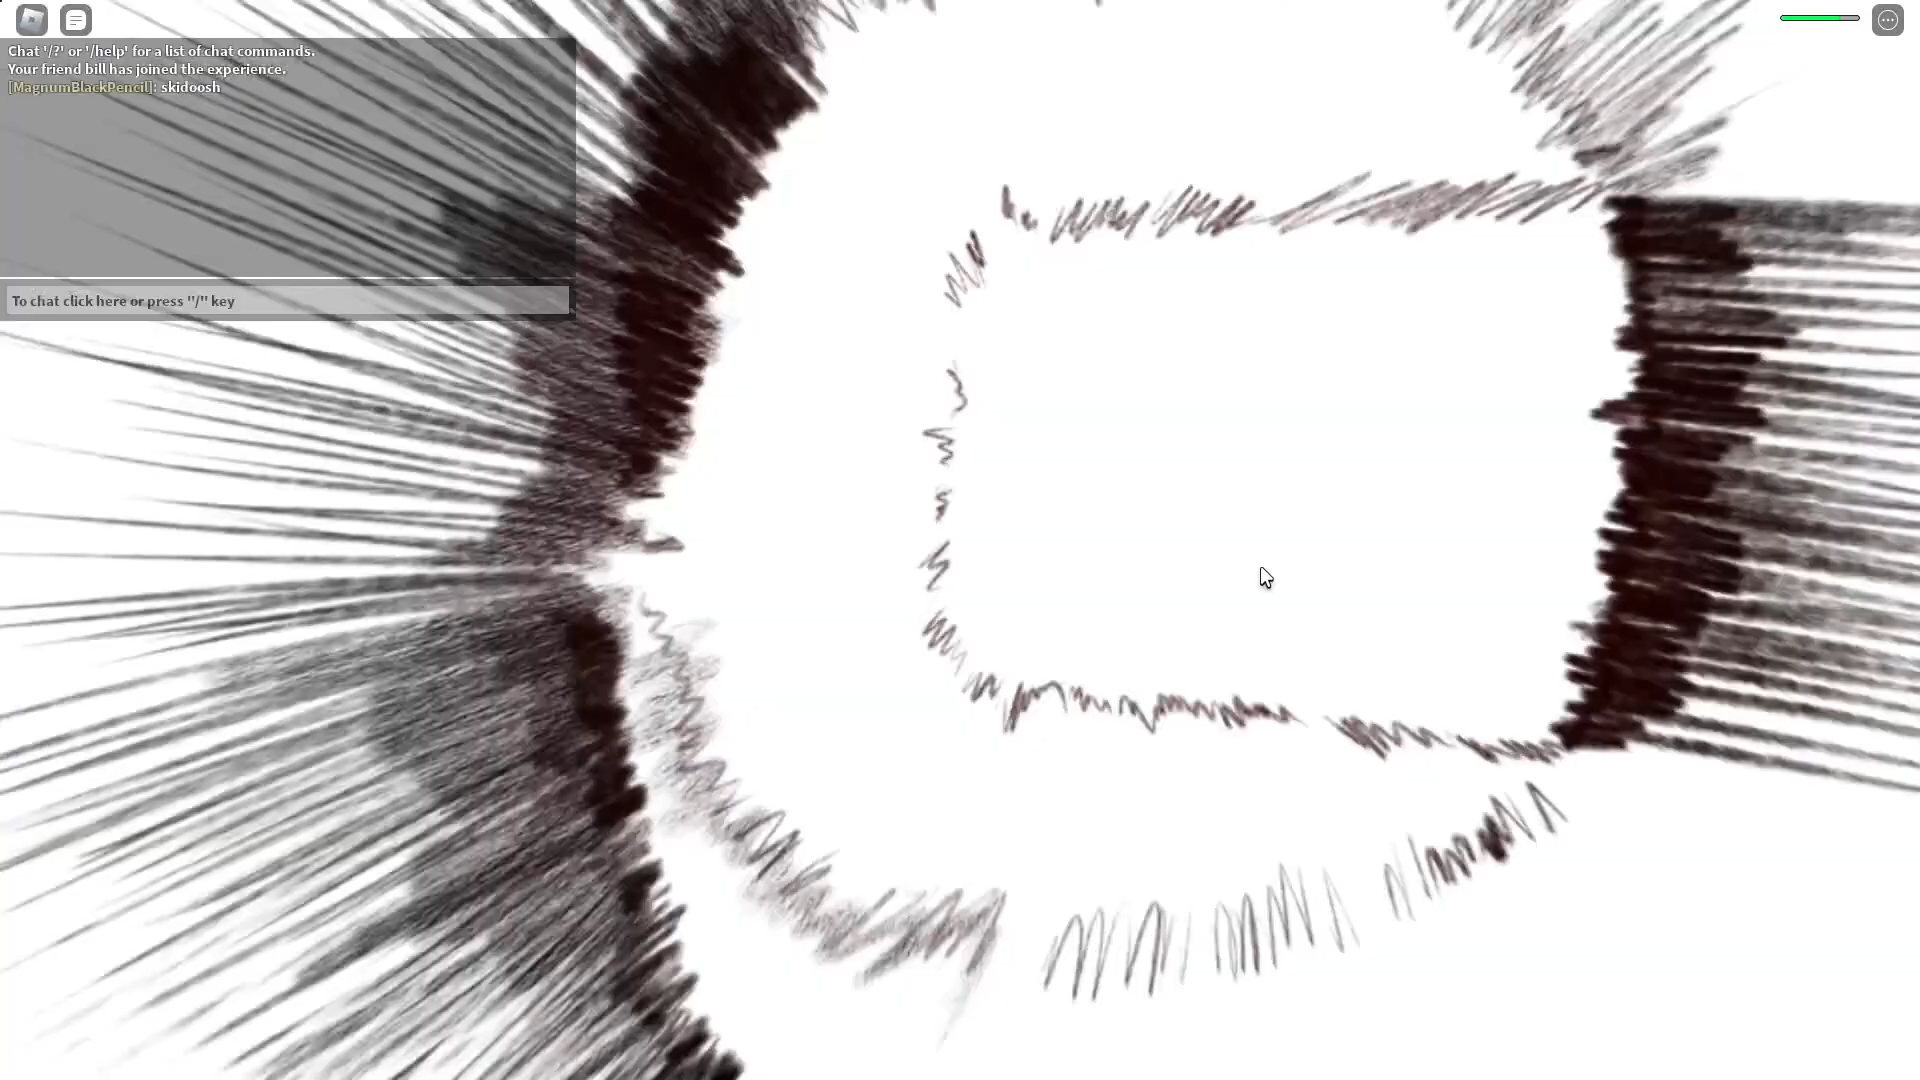 Chat '/?' or '/help' for a list of chat commands.
Your friend bill has joined the experience.
[MagnumBlackPencil]: skidoosh
To chat click here or press "/" key